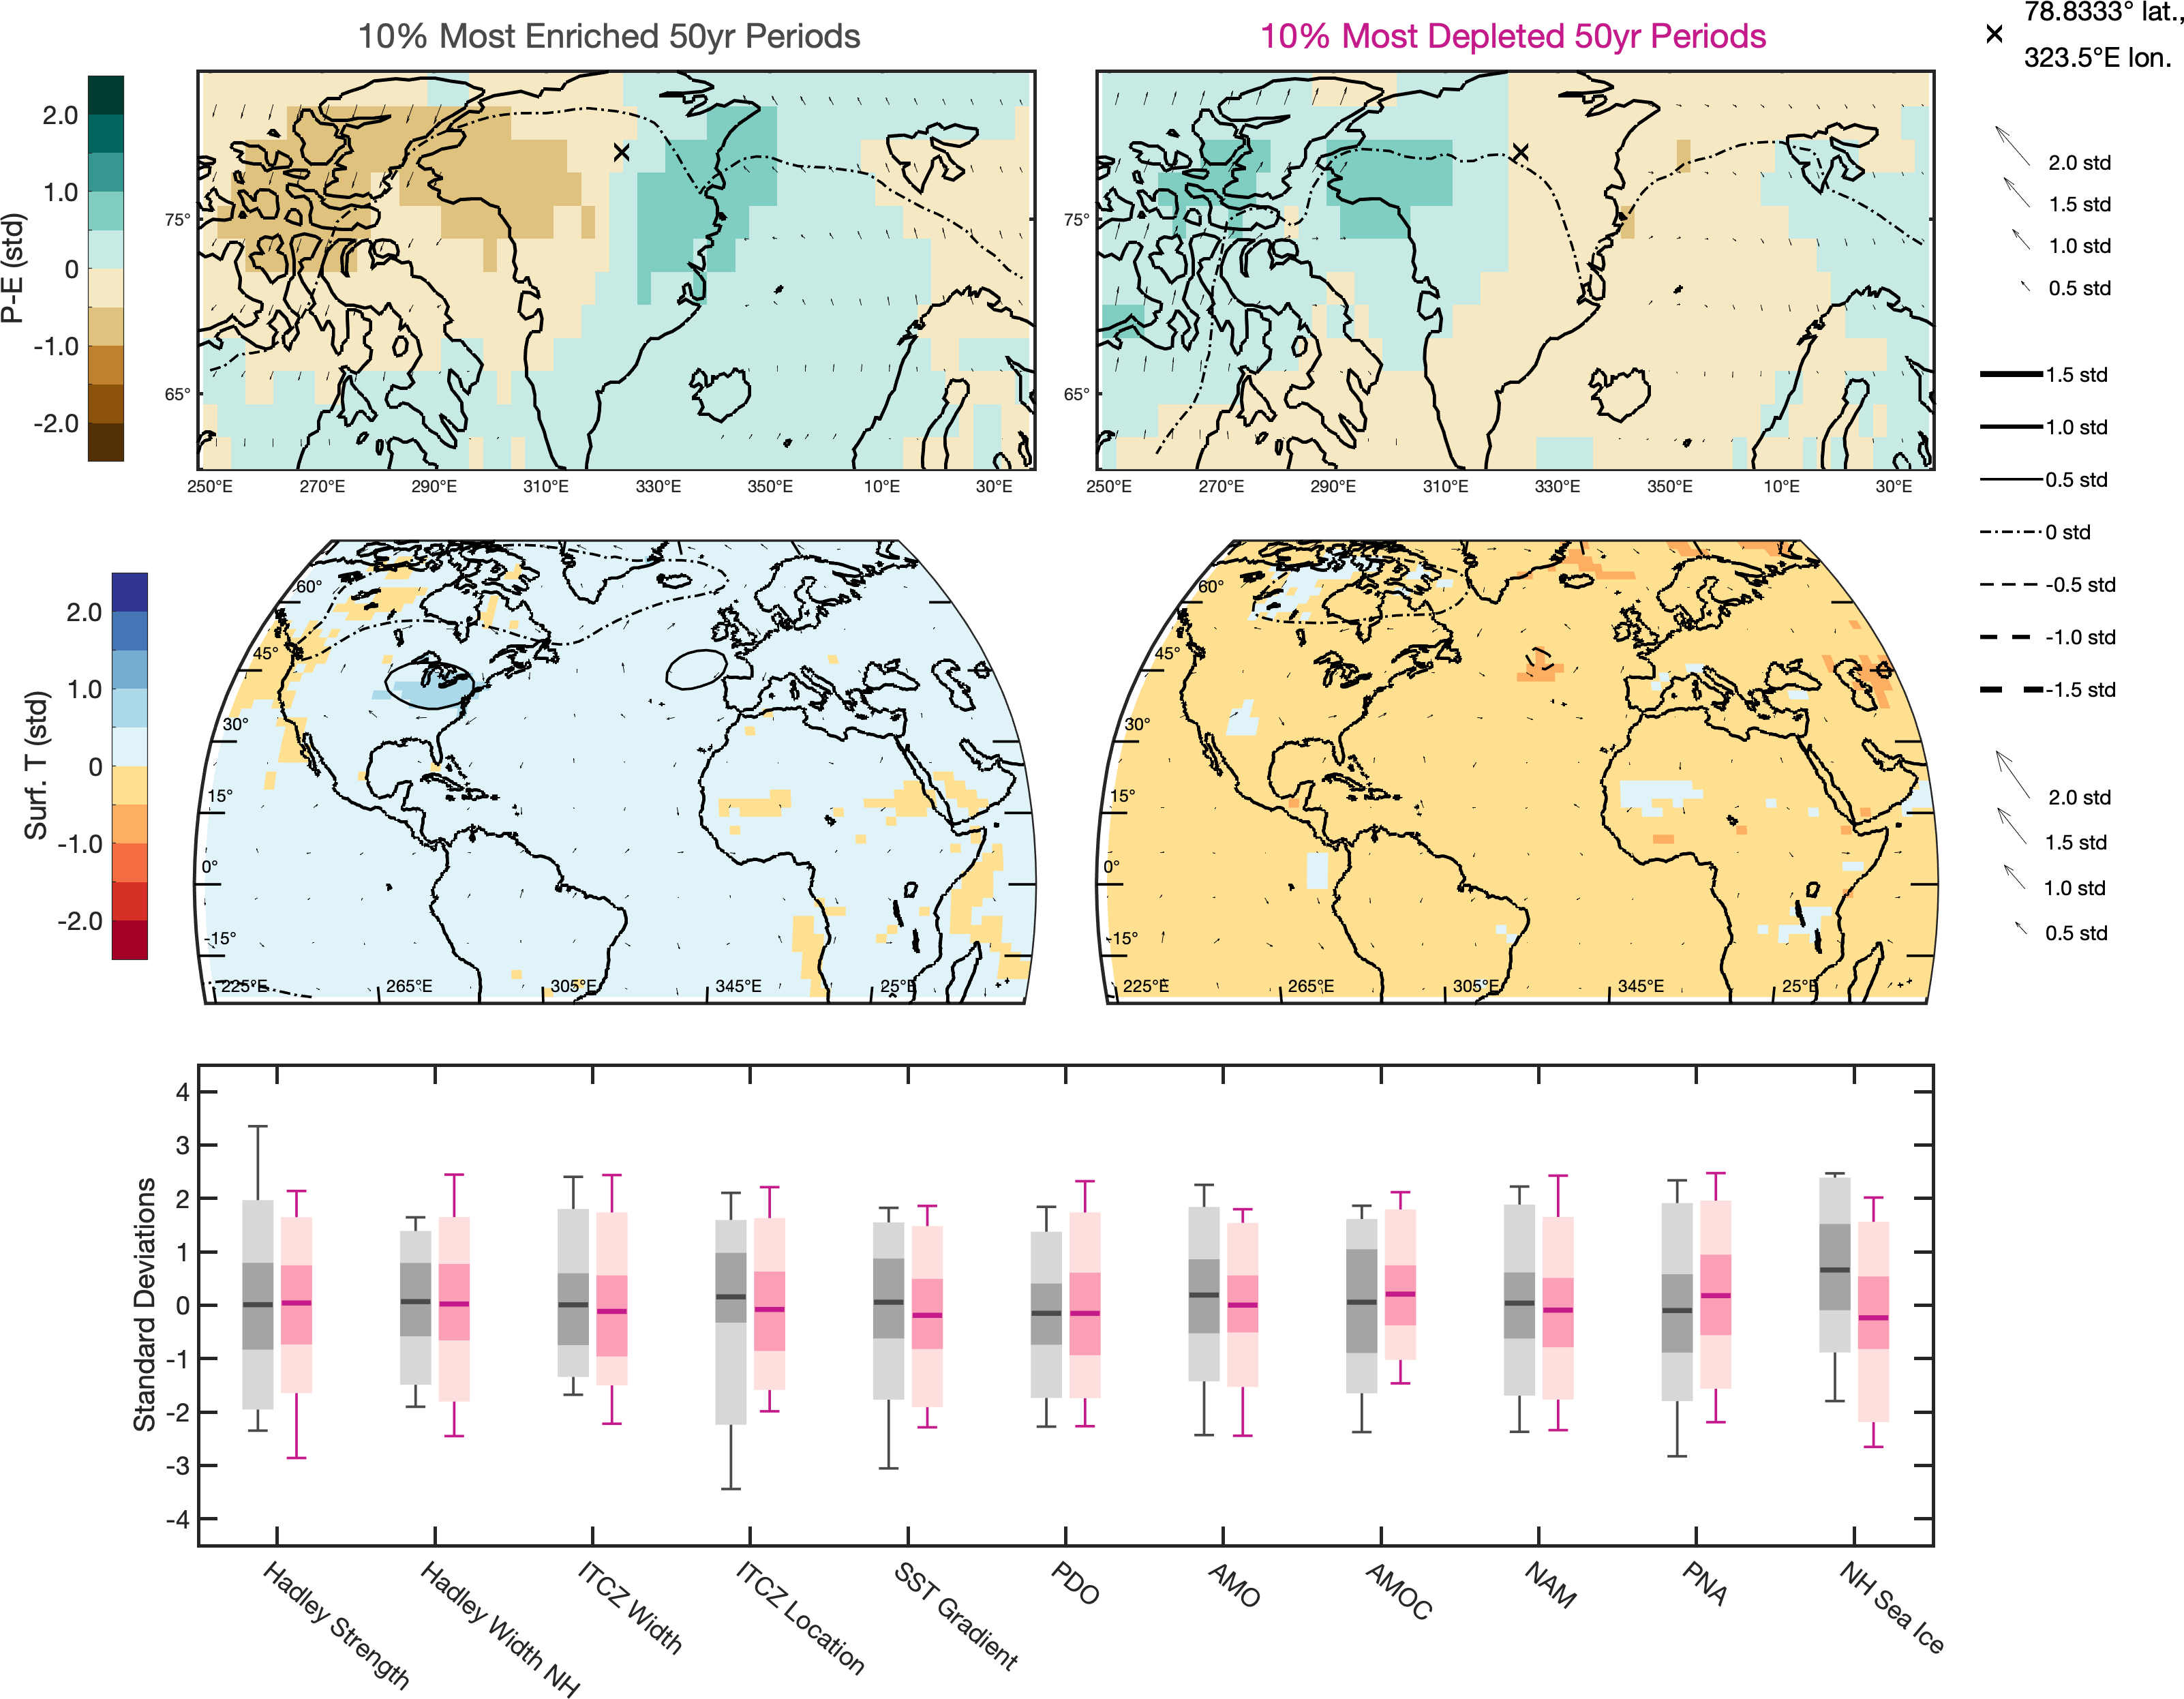 10% Most Enriched 50yr Periods
10% Most Depleted 50yr Periods
78.8333° lat.,
323.5°E lon.
P-E (std)
2.0
1.0
0
-1.0
-2.0
75°
65°
250°E 270°E 290°E 310°E 330°E 350°E 10°E 30°E
75°
65°
250°E 270°E 290°E 310°E 330°E 350°E 10°E 30°E
2.0 std
1.5 std
1.0 std
0.5 std
1.5 std
1.0 std
0.5 std
0 std
-0.5 std
-1.0 std
-1.5 std
2.0 std
1.5 std
1.0 std
0.5 std
Surf. T (std)
2.0
1.0
0
-1.0
-2.0
60°
45°
30°
15°
0°
-15°
225°E 265°E 305°E 345°E 25°E
60°
45°
30°
15°
0°
-15°
225°E 265°E 305°E 345°E 25°E
Standard Deviations
4
3
2
1
0
-1
-2
-3
-4
Hadley Strength
Hadley Width NH
ITCZ Width
ITCZ Location
SST Gradient
PDO
AMO
AMOC
NAM
PNA
NH Sea Ice